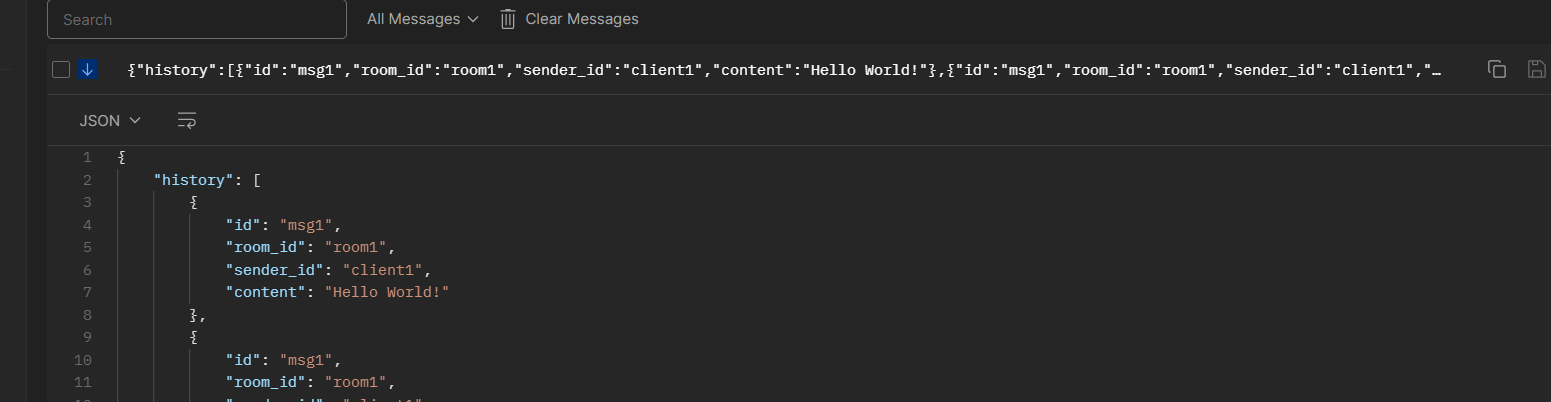 Search
All Messages
Clear Messages
{"history":[{"id":"msg1","room_id":"room1","sender_id":"client1","content":"Hello World!"},{"id":"msg1","room_id":"room1","sender_id":"client1","…
JSON
1 {
2 "history": [
3 {
4 "id": "msg1",
5 "room_id": "room1",
6 "sender_id": "client1",
7 "content": "Hello World!"
8 },
9 {
10 "id": "msg1",
11 "room_id": "room1",